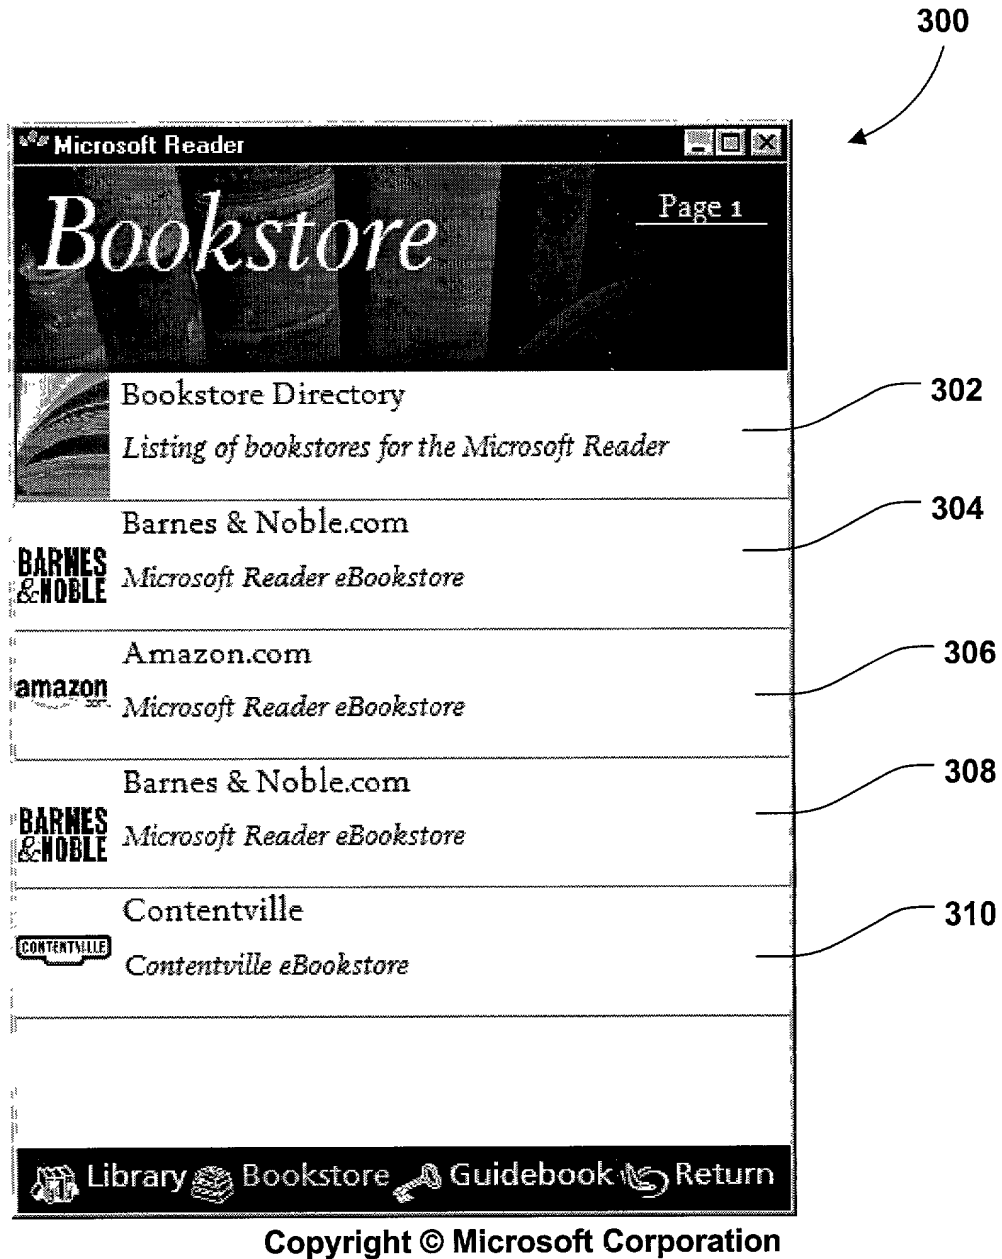 300
Microsoft Reader
Bookstore
Page 1
Bookstore Directory
Listing of bookstores for the Microsoft Reader
302
Barnes & Noble.com
BARNES
&NOBLE
Microsoft Reader eBookstore
304
Amazon.com
amazon
Microsoft Reader eBookstore
306
Barnes & Noble.com
BARNES
&NOBLE
Microsoft Reader eBookstore
308
Contentville
CONTENTVILLE
Contentville eBookstore
310
Library Bookstore Guidebook Return
Copyright © Microsoft Corporation